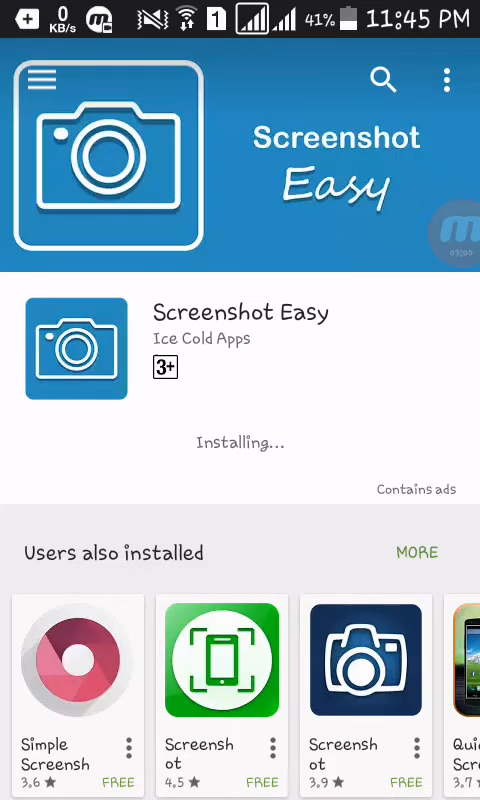 0
KB/s
1
41%
11:45 PM
Screenshot
Easy
03:00
Screenshot Easy
Ice Cold Apps
3+
Installing...
Contains ads
Users also installed
MORE
Simple
Screensh
3.6 FREE
Screensh
ot
4.5 FREE
Screensh
ot
3.9 FREE
Quic
Scre
3.7